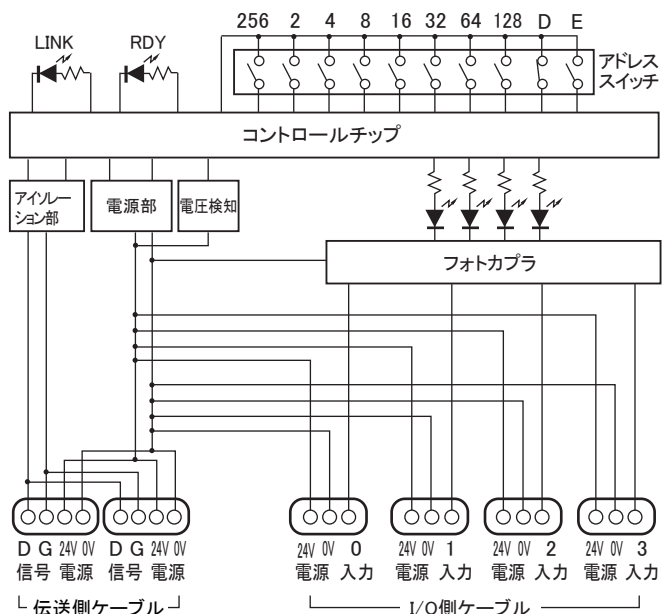 256 2 4 8 16 32 64 128 D E
LINK RDY
アドレス
スイッチ
コントロールチップ
アイソレー
ション部
電源部
電圧検知
フォトカプラ
D G 24V 0V D G 24V 0V 24V 0V 0 24V 0V 1 24V 0V 2 24V 0V 3
信号 電源 信号 電源 電源 入力 電源 入力 電源 入力 電源 入力
伝送側ケーブル I/O側ケーブル